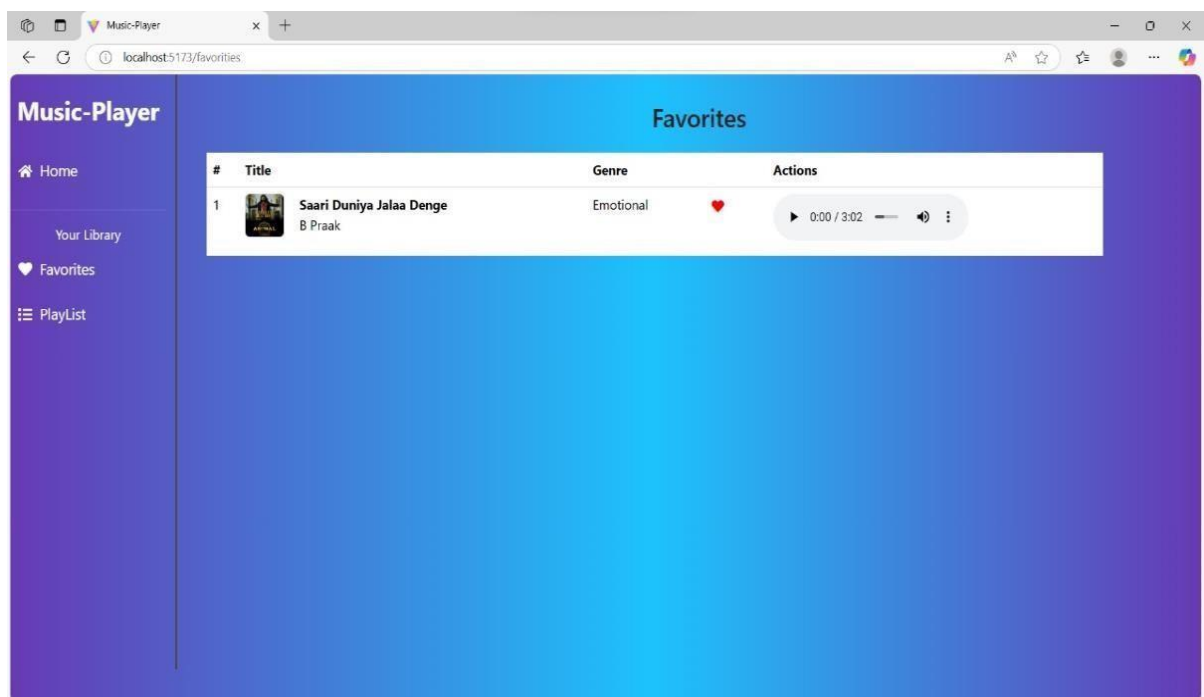 Music-Player
localhost:5173/favorities
Music-Player
Favorites
Home
# Title Genre Actions
1 Saari Duniya Jalaa Denge Emotional 0:00 / 3:02
B Praak
ANIMAL
Your Library
Favorites
PlayList